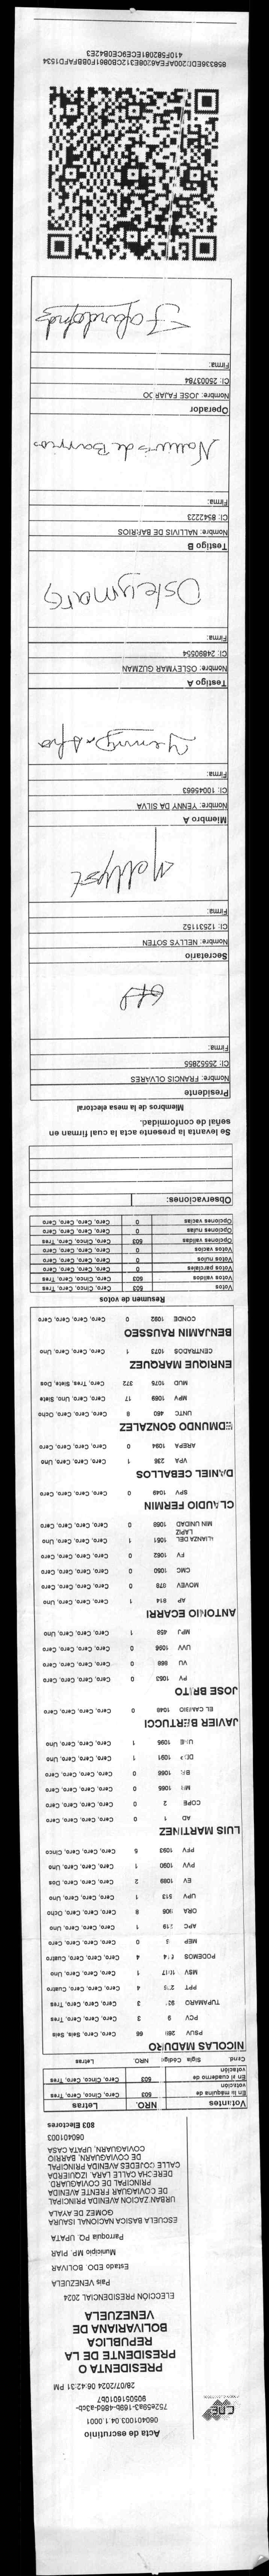 CNE
Acta de escrutinio
060401003.04.1.0001
752e59a3-169b-486d-a3cb-
9050516010b7
28/07/2024 06:42:31 PM
PRESIDENTA O
PRESIDENTE DE LA
REPUBLICA
BOLIVARIANA DE
VENEZUELA
ELECCIÓN PRESIDENCIAL 2024
Pais VENEZUELA
Estado EDO. BOLIVAR
Municipio MP. PIAR
Parroquia PQ. UPATA
ESCUELA BASICA NACIONAL ISAURA
GOMEZ DE AYALA
URBANIZACION AVENIDA PRINCIPAL
DE COVIAGUAR FRENTE AVENIDA
PRINCIPAL DE COVIAGUARD.
DERECHA CALLE LARA. IZQUIERDA
CALLE COJEDES AVENIDA PRINCIPAL
DE COVIAGUARN, BARRIO
COVIAGUARN, UPATA CASA
060401003
803 Electores
Votantes NRO. Letras
En la máquina de votación 503 Cero, Cinco, Cero, Tres
En el cuaderno de votación 503 Cero, Cinco, Cero, Tres
Cand. Sigla Código NRO. Letras
NICOLAS MADURO
PSUV 66 Cero, Cero, Seis, Seis
PCV 9 3 Cero, Cero, Cero, Tres
TUPAMARO 3 Cero, Cero, Cero, Tres
PPT 4 Cero, Cero, Cero, Cuatro
MSV 1 Cero, Cero, Cero, Uno
PODEMOS 4 Cero, Cero, Cero, Cuatro
MEP 0 Cero, Cero, Cero, Cero
APC 1 Cero, Cero, Cero, Uno
ORA 8 Cero, Cero, Cero, Ocho
UPV 513 1 Cero, Cero, Cero, Uno
EV 1089 2 Cero, Cero, Cero, Dos
PVV 1090 1 Cero, Cero, Cero, Uno
PFV 1093 5 Cero, Cero, Cero, Cinco
LUIS MARTINEZ
AD 1 0 Cero, Cero, Cero, Cero
COPE 2 0 Cero, Cero, Cero, Cero
MR 1065 0 Cero, Cero, Cero, Cero
BR 1066 0 Cero, Cero, Cero, Cero
DDP 1091 1 Cero, Cero, Cero, Uno
UNE 1095 1 Cero, Cero, Cero, Uno
JAVIER BERTUCCI
EL CAMBIO 1048 0 Cero, Cero, Cero, Cero
JOSE BRITO
PV 1053 0 Cero, Cero, Cero, Cero
VU 868 0 Cero, Cero, Cero, Cero
UVV 1096 0 Cero, Cero, Cero, Cero
MPJ 458 1 Cero, Cero, Cero, Uno
ANTONIO ECARRI
AP 814 1 Cero, Cero, Cero, Uno
MOVEV 978 0 Cero, Cero, Cero, Cero
CMC 1050 0 Cero, Cero, Cero, Cero
FV 1062 0 Cero, Cero, Cero, Cero
ALIANZA DEL LAPIZ 1051 1 Cero, Cero, Cero, Uno
MIN UNIDAD 1068 0 Cero, Cero, Cero, Cero
CLAUDIO FERMIN
SPV 1049 0 Cero, Cero, Cero, Cero
DANIEL CEBALLOS
VPA 236 1 Cero, Cero, Cero, Uno
AREPA 1094 0 Cero, Cero, Cero, Cero
EDMUNDO GONZALEZ
UNTC 460 8 Cero, Cero, Cero, Ocho
MPV 1069 17 Cero, Cero, Uno, Siete
MUD 1075 372 Cero, Tres, Siete, Dos
ENRIQUE MARQUEZ
CENTRADOS 1073 1 Cero, Cero, Cero, Uno
BENJAMIN RAUSSEO
CONDE 1092 0 Cero, Cero, Cero, Cero
Resumen de votos
Votos 503 Cero, Cinco, Cero, Tres
Votos validos 503 Cero, Cinco, Cero, Tres
Votos parciales 0 Cero, Cero, Cero, Cero
Votos nulos 0 Cero, Cero, Cero, Cero
Votos vacios 0 Cero, Cero, Cero, Cero
Opciones validas 503 Cero, Cinco, Cero, Tres
Opciones nulas 0 Cero, Cero, Cero, Cero
Opciones vacias 0 Cero, Cero, Cero, Cero
Observaciones:
Se levanta la presente acta la cual firman en
señal de conformidad.
Miembros de la mesa electoral
Presidente
Nombre: FRANCIS OLVARES
CI: 25552855
Firma:
Secretario
Nombre: NELLYS SOTEN
CI: 12531152
Firma:
Nellyst
Miembro A
Nombre: YENNY DA SILVA
CI: 10045663
Firma:
Testigo A
Nombre: OSLEYMAR GUZMAN
CI: 24890554
Firma:
Osleymar G
Testigo B
Nombre: NALLIVIS DE BARRIOS
CI: 8542223
Firma:
Nallivis de Barrios
Operador
Nombre: JOSE FAJARDO
CI: 25003784
Firma: